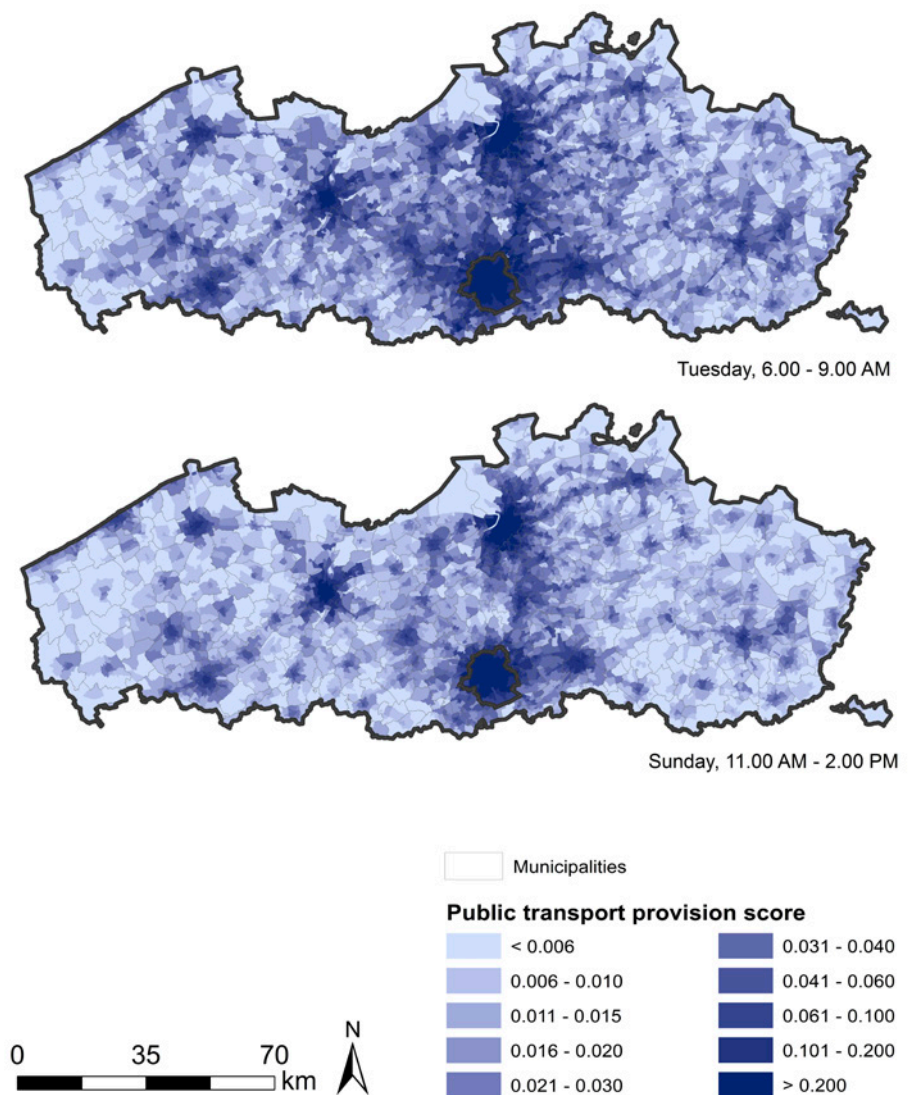 Tuesday, 6.00 - 9.00 AM
Sunday, 11.00 AM - 2.00 PM
Municipalities
Public transport provision score
< 0.006
0.006 - 0.010
0.011 - 0.015
0.016 - 0.020
0.021 - 0.030
0.031 - 0.040
0.041 - 0.060
0.061 - 0.100
0.101 - 0.200
> 0.200
0 35 70
km
N